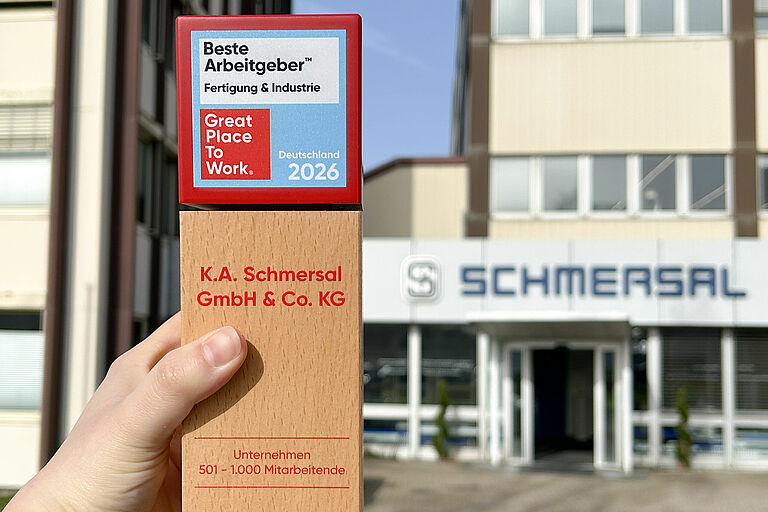 Beste
Arbeitgeber™
Fertigung & Industrie
Great
Place
To
Work®
Deutschland
2026
K.A. Schmersal
GmbH & Co. KG
Unternehmen
501 – 1.000 Mitarbeitende
SCHMERSAL